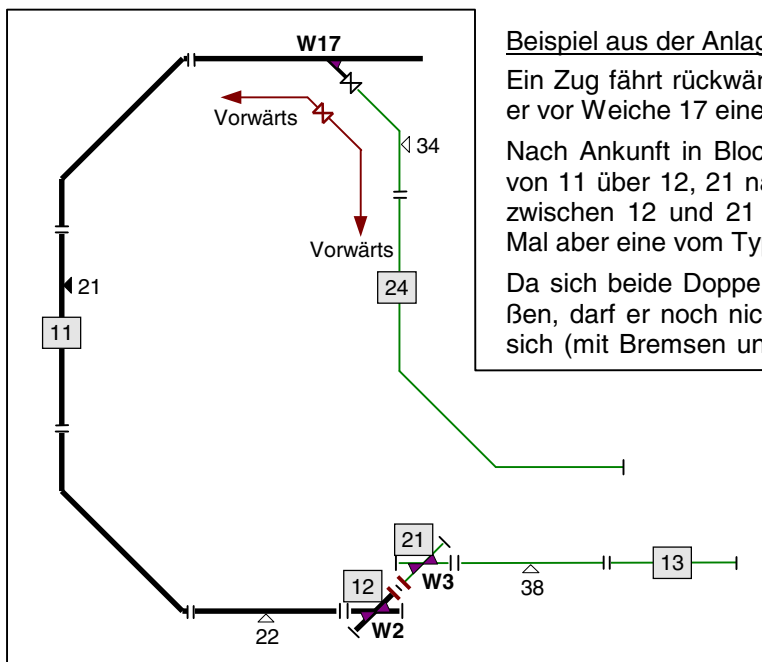 W17
Vorwärts
34
Vorwärts
21
24
11
21
13
12
W3
38
22
W2
Beispiel aus der Anlag
Ein Zug fährt rückwär
er vor Weiche 17 eine
Nach Ankunft in Bloc
von 11 über 12, 21 na
zwischen 12 und 21
Mal aber eine vom Ty
Da sich beide Doppe
ßen, darf er noch nic
sich (mit Bremsen un